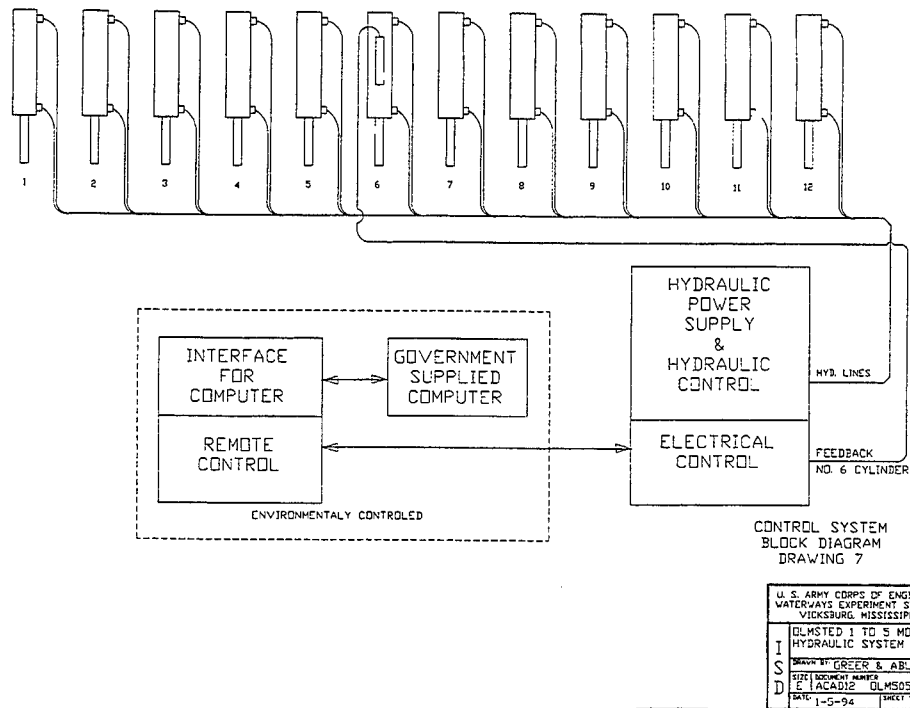 1 2 3 4 5 6 7 8 9 10 11 12
HYDRAULIC
POWER
SUPPLY
&
HYDRAULIC
CONTROL
HYD. LINES
INTERFACE
FOR
COMPUTER
GOVERNMENT
SUPPLIED
COMPUTER
REMOTE
CONTROL
ELECTRICAL
CONTROL
FEEDBACK
NO. 6 CYLINDER
ENVIRONMENTALY CONTROLED
CONTROL SYSTEM
BLOCK DIAGRAM
DRAWING 7
U. S. ARMY CORPS OF ENG
WATERWAYS EXPERIMENT S
VICKSBURG, MISSISSIP
ISD
OLMSTED 1 TO 5 MO
HYDRAULIC SYSTEM
DRAWN BY: GREER & ABL
SIZE DOCUMENT NUMBER
E ACAD12 OLM505
DATE: 1-5-94 SHEET